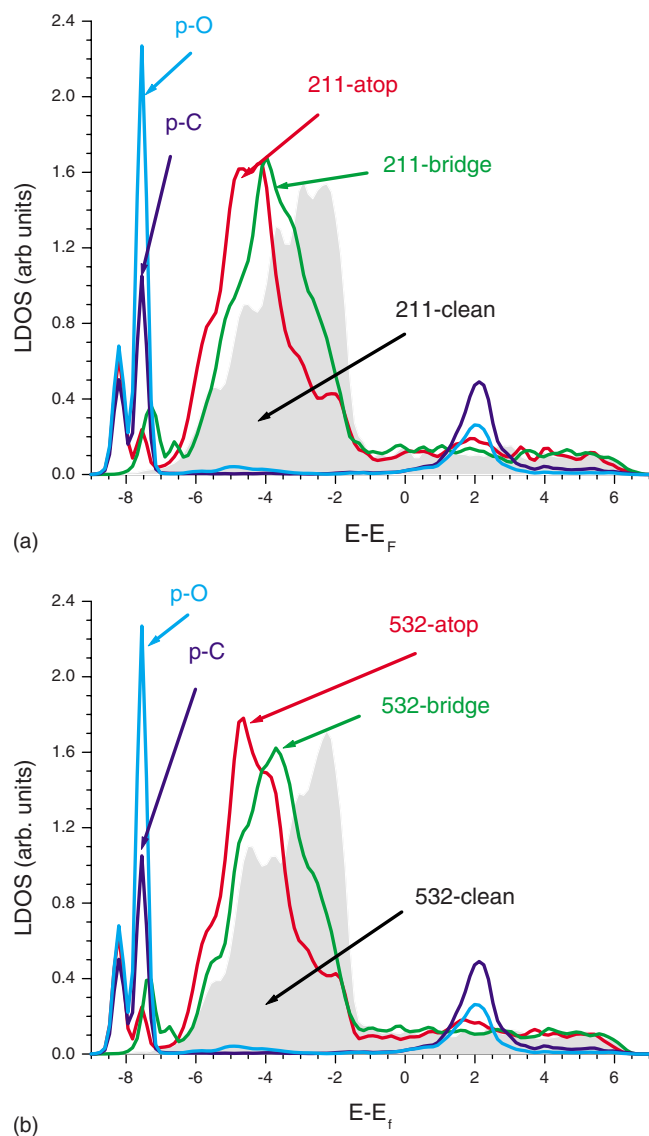 2.4
2.0
1.6
1.2
0.8
0.4
0.0
LDOS (arb units)
p-O
p-C
211-atop
211-bridge
211-clean
-8 -6 -4 -2 0 2 4 6
E-E_F
(a)
2.4
2.0
1.6
1.2
0.8
0.4
0.0
LDOS (arb. units)
p-O
p-C
532-atop
532-bridge
532-clean
-8 -6 -4 -2 0 2 4 6
E-E_f
(b)